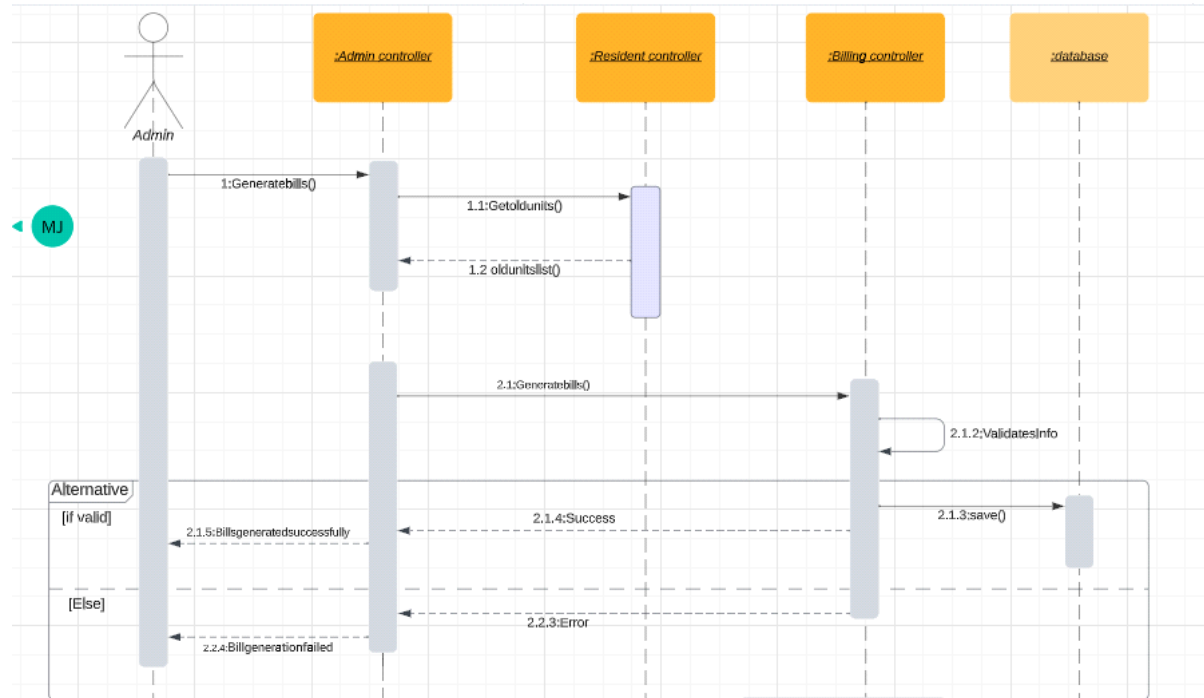 :Admin controller
:Resident controller
:Billing controller
:database
Admin
1:Generatebills()
1.1:Getoldunits()
MJ
1.2 oldunitslist()
2.1:Generatebills()
2.1.2:ValidatesInfo
Alternative
[if valid]
2.1.3:save()
2.1.4:Success
2.1.5:Billsgeneratedsuccessfully
[Else]
2.2.3:Error
2.2.4:Billgenerationfailed